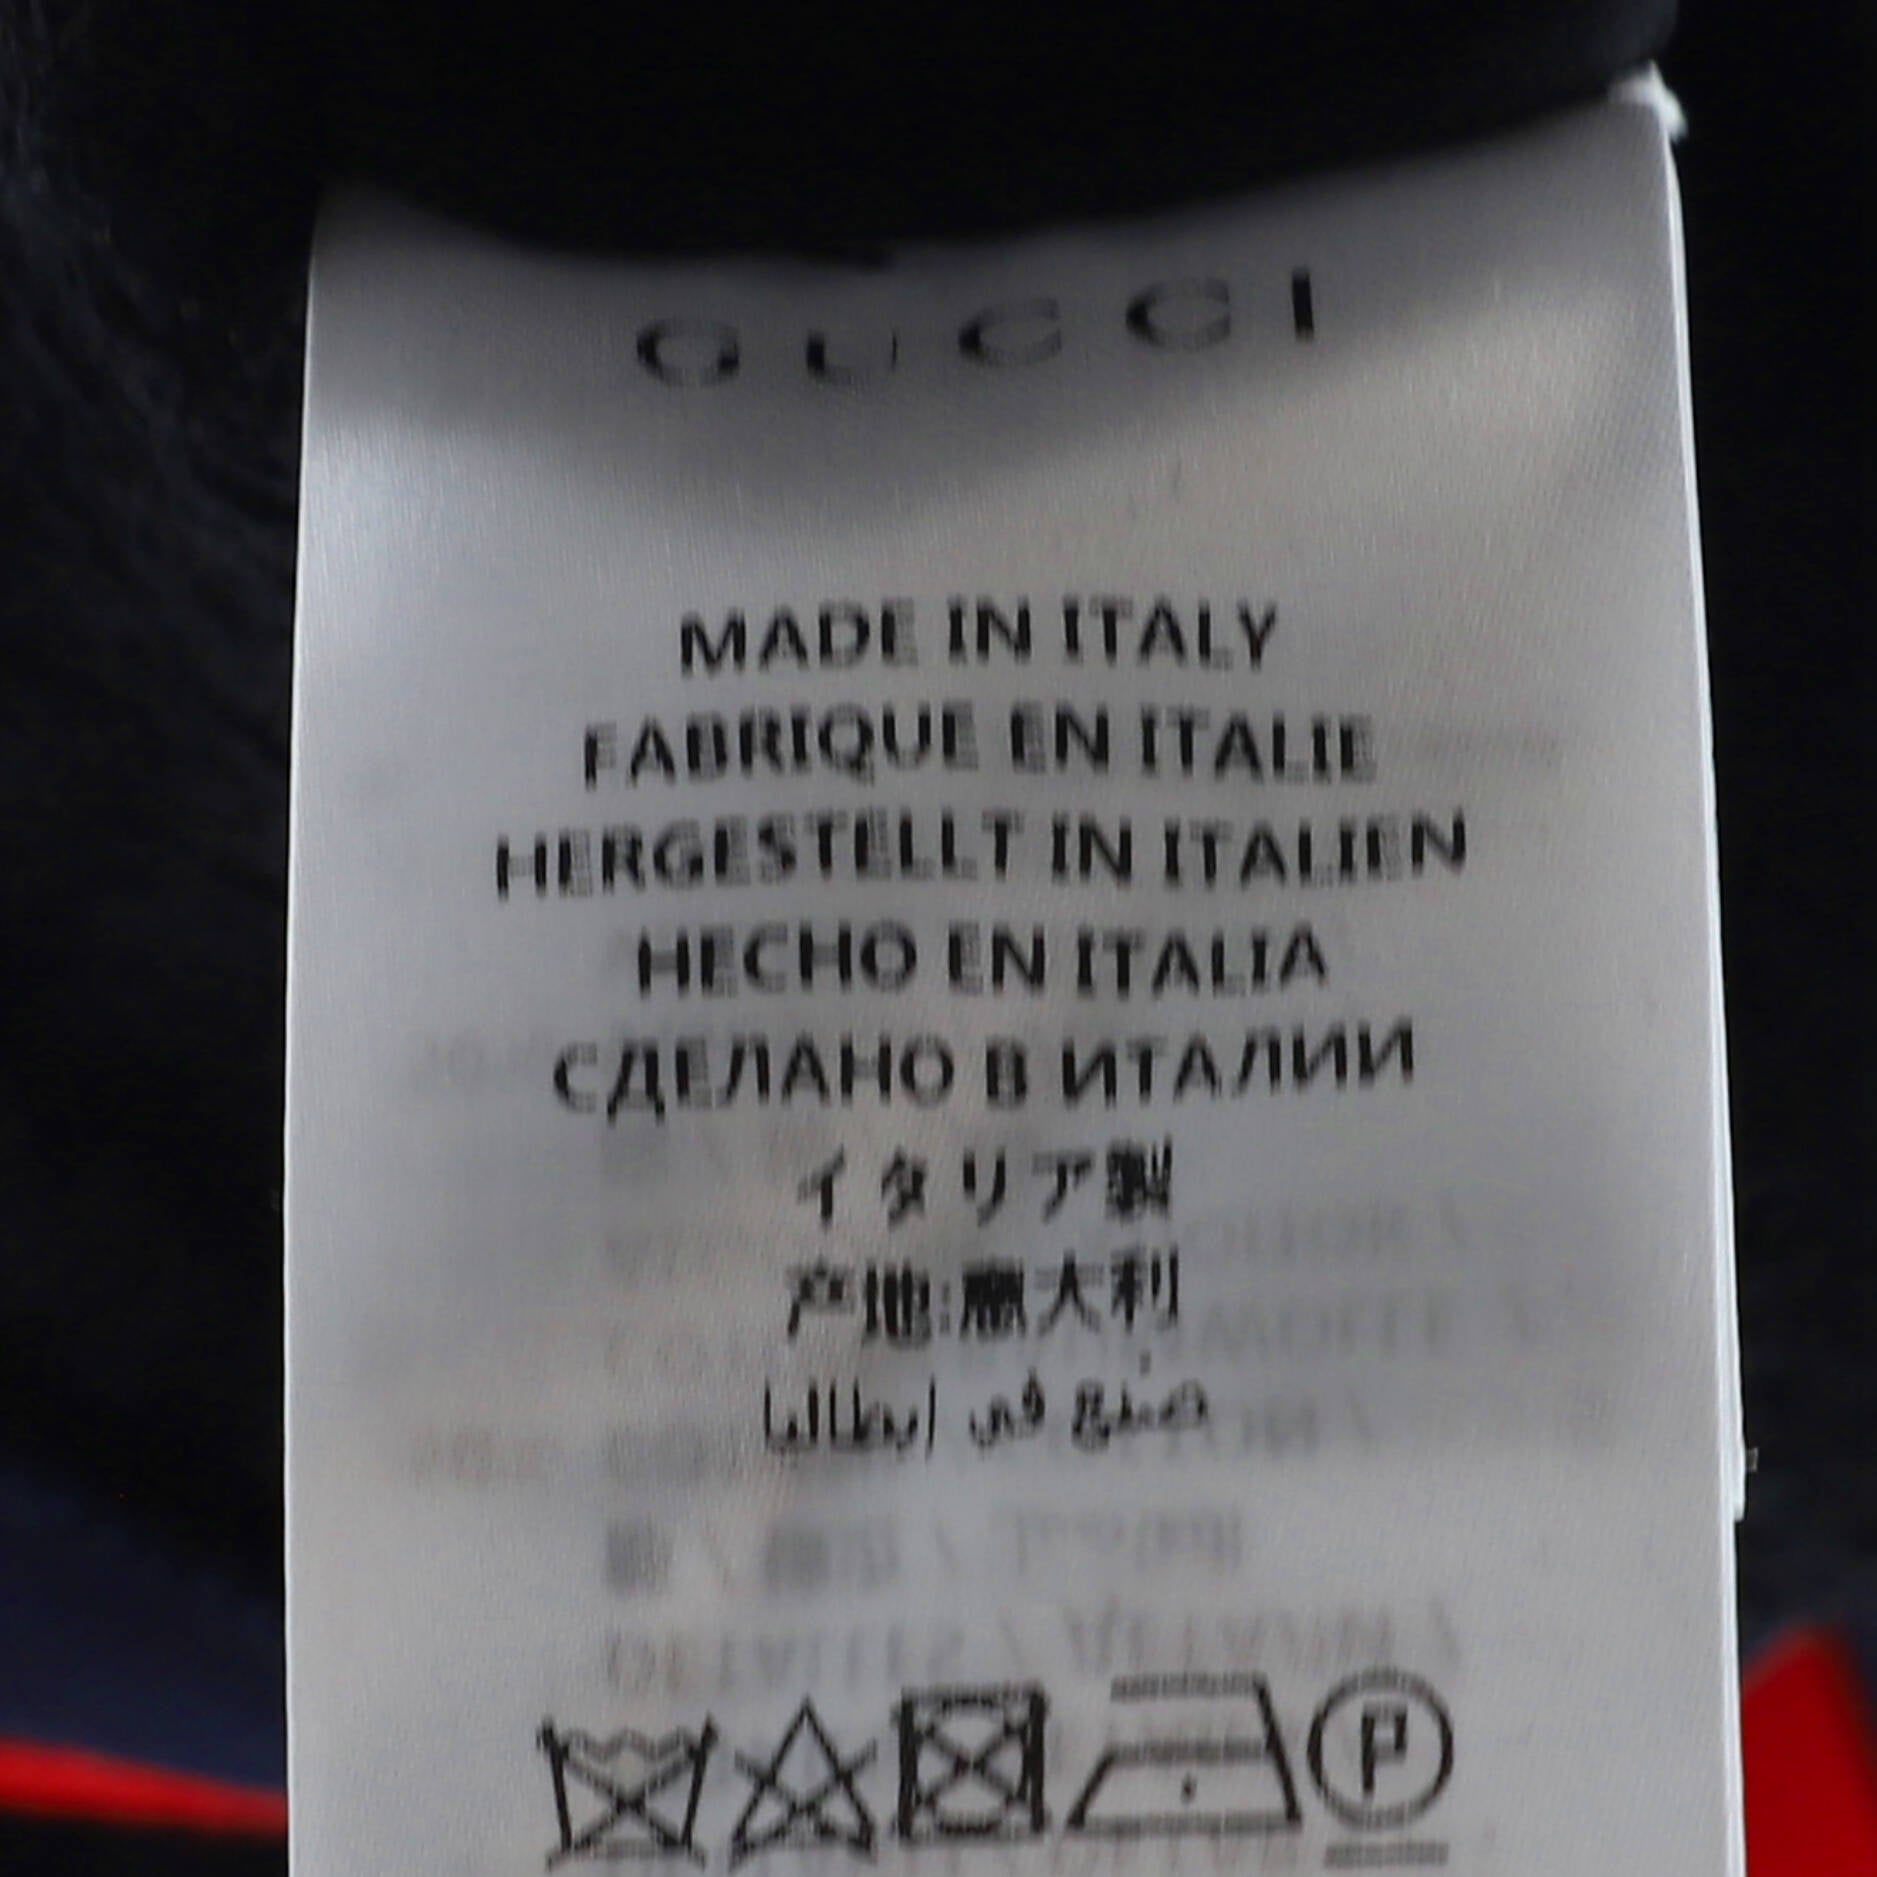 GUCCI
MADE IN ITALY
FABRIQUE EN ITALIE
HERGESTELLT IN ITALIEN
HECHO EN ITALIA
СДЕЛАНО В ИТАЛИИ
イタリア製
产地:意大利
صنع في إيطاليا
P